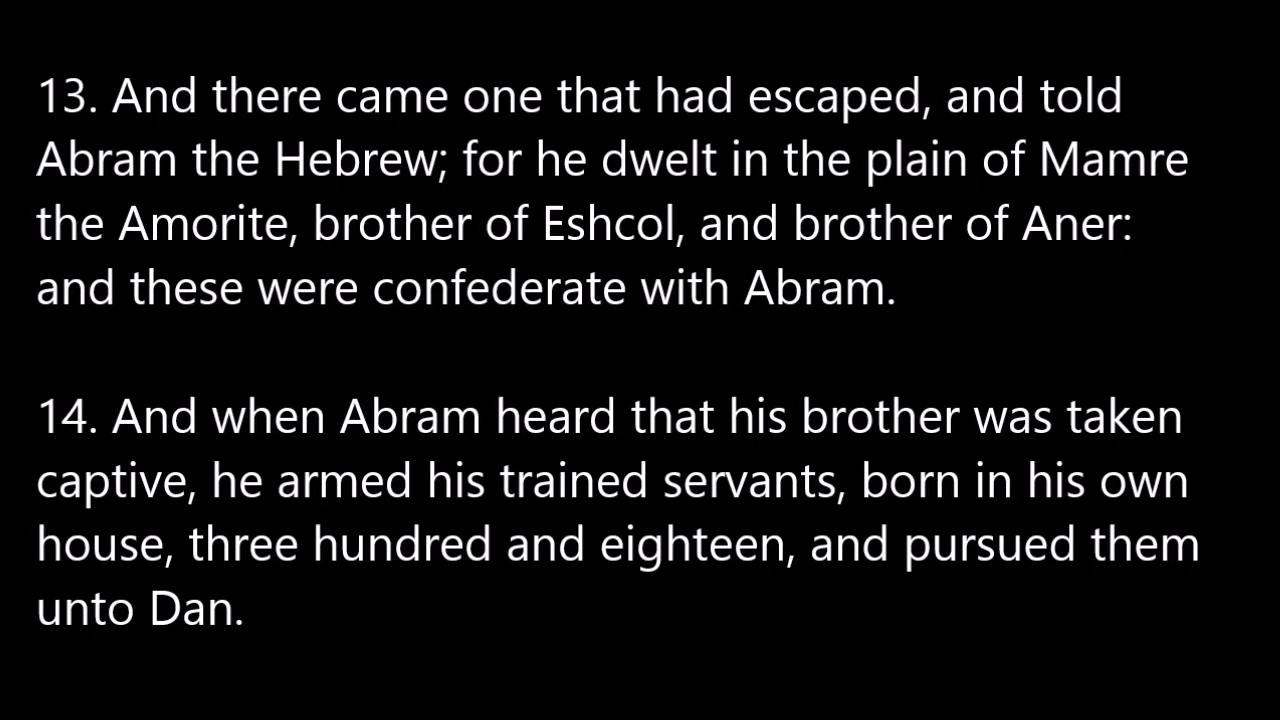 13. And there came one that had escaped, and told
Abram the Hebrew; for he dwelt in the plain of Mamre
the Amorite, brother of Eshcol, and brother of Aner:
and these were confederate with Abram.
14. And when Abram heard that his brother was taken
captive, he armed his trained servants, born in his own
house, three hundred and eighteen, and pursued them
unto Dan.